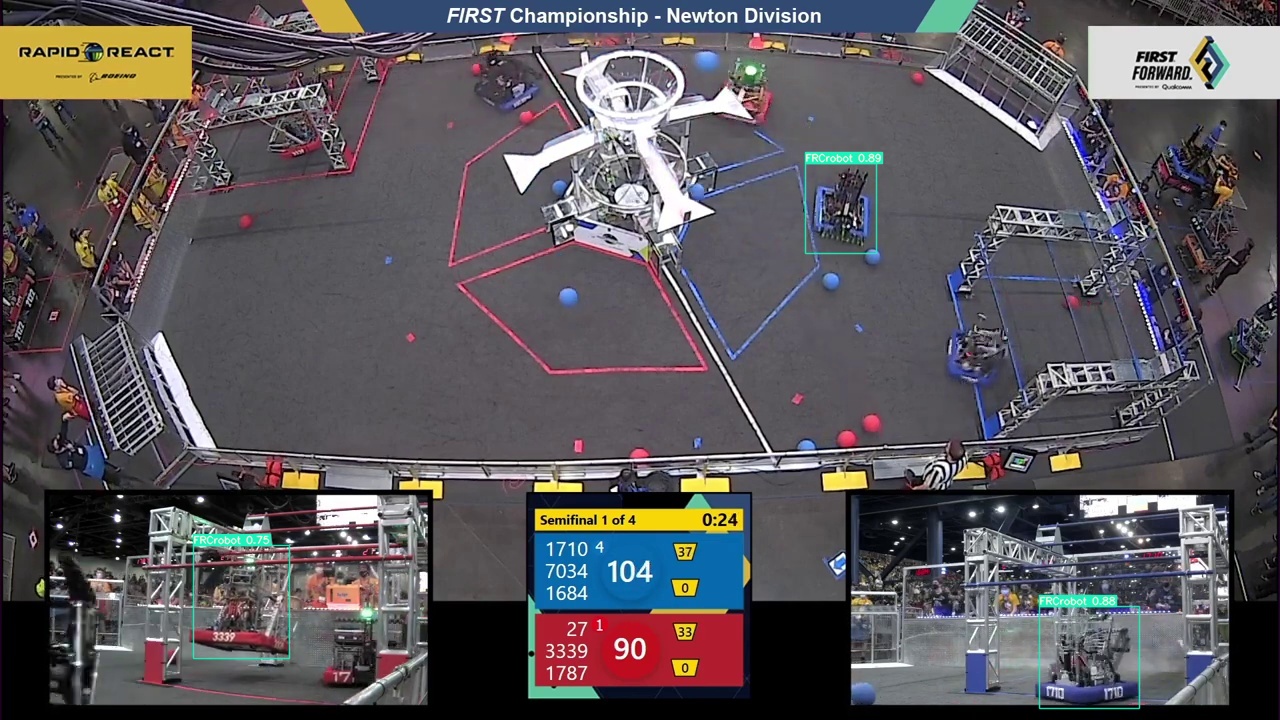 FIRST Championship - Newton Division
RAPID REACT
PRESENTED BY BOEING
FIRST
FORWARD
PRESENTED BY Qualcomm
FRCrobot 0.89
FRCrobot 0.75
3339
17
Semifinal 1 of 4 0:24
1710 4
7034
1684
104
37
0
27 1
3339
1787
90
33
0
FRCrobot 0.88
1710 1710